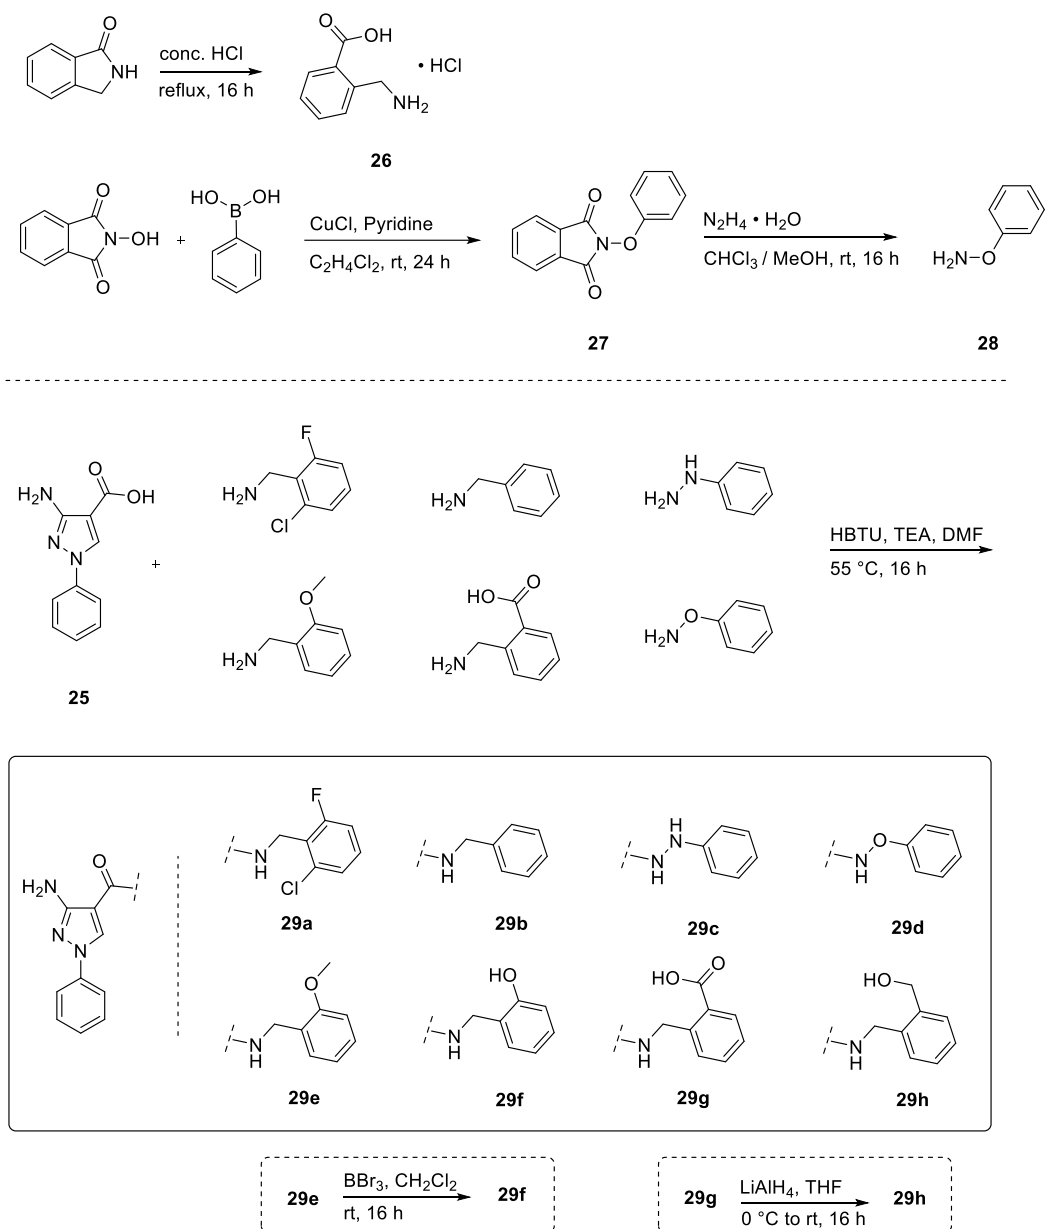 O
NH
conc. HCl
reflux, 16 h
O
OH
• HCl
NH2
26
O
N
OH
O
+
HO
OH
B
CuCl, Pyridine
C2H4Cl2, rt, 24 h
O
N
O
O
27
N2H4 • H2O
CHCl3 / MeOH, rt, 16 h
H2N
O
28
H2N
O
OH
N
N
25
+
F
H2N
Cl
H2N
H
N
H2N
O
H2N
HO
O
H2N
O
H2N
HBTU, TEA, DMF
55 °C, 16 h
O
H2N
N
N
F
N
H
Cl
29a
N
H
29b
H
N
N
H
29c
O
N
H
29d
O
N
H
29e
HO
N
H
29f
HO
O
N
H
29g
HO
N
H
29h
29e
BBr3, CH2Cl2
rt, 16 h
29f
29g
LiAlH4, THF
0 °C to rt, 16 h
29h